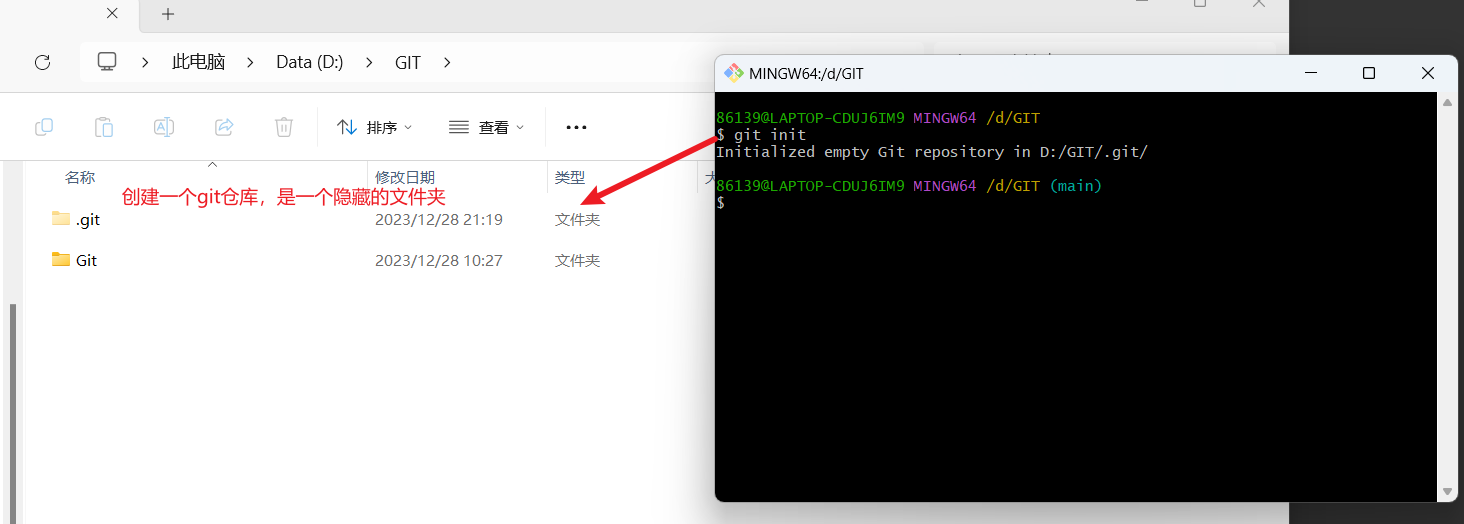 此电脑 Data (D:) GIT
排序 查看
名称 修改日期 类型
创建一个git仓库，是一个隐藏的文件夹
.git 2023/12/28 21:19 文件夹
Git 2023/12/28 10:27 文件夹
MINGW64:/d/GIT
86139@LAPTOP-CDUJ6IM9 MINGW64 /d/GIT
$ git init
Initialized empty Git repository in D:/GIT/.git/
86139@LAPTOP-CDUJ6IM9 MINGW64 /d/GIT (main)
$